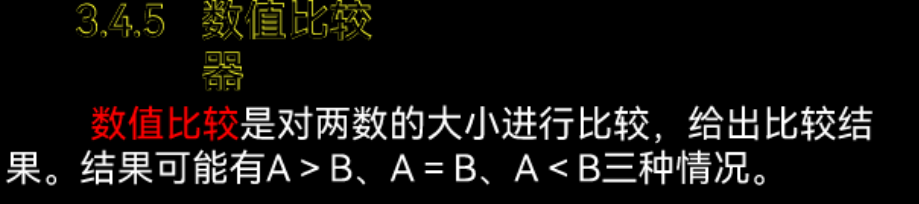 3.4.5 数值比较
器
数值比较是对两数的大小进行比较，给出比较结
果。结果可能有A > B、A = B、A < B三种情况。